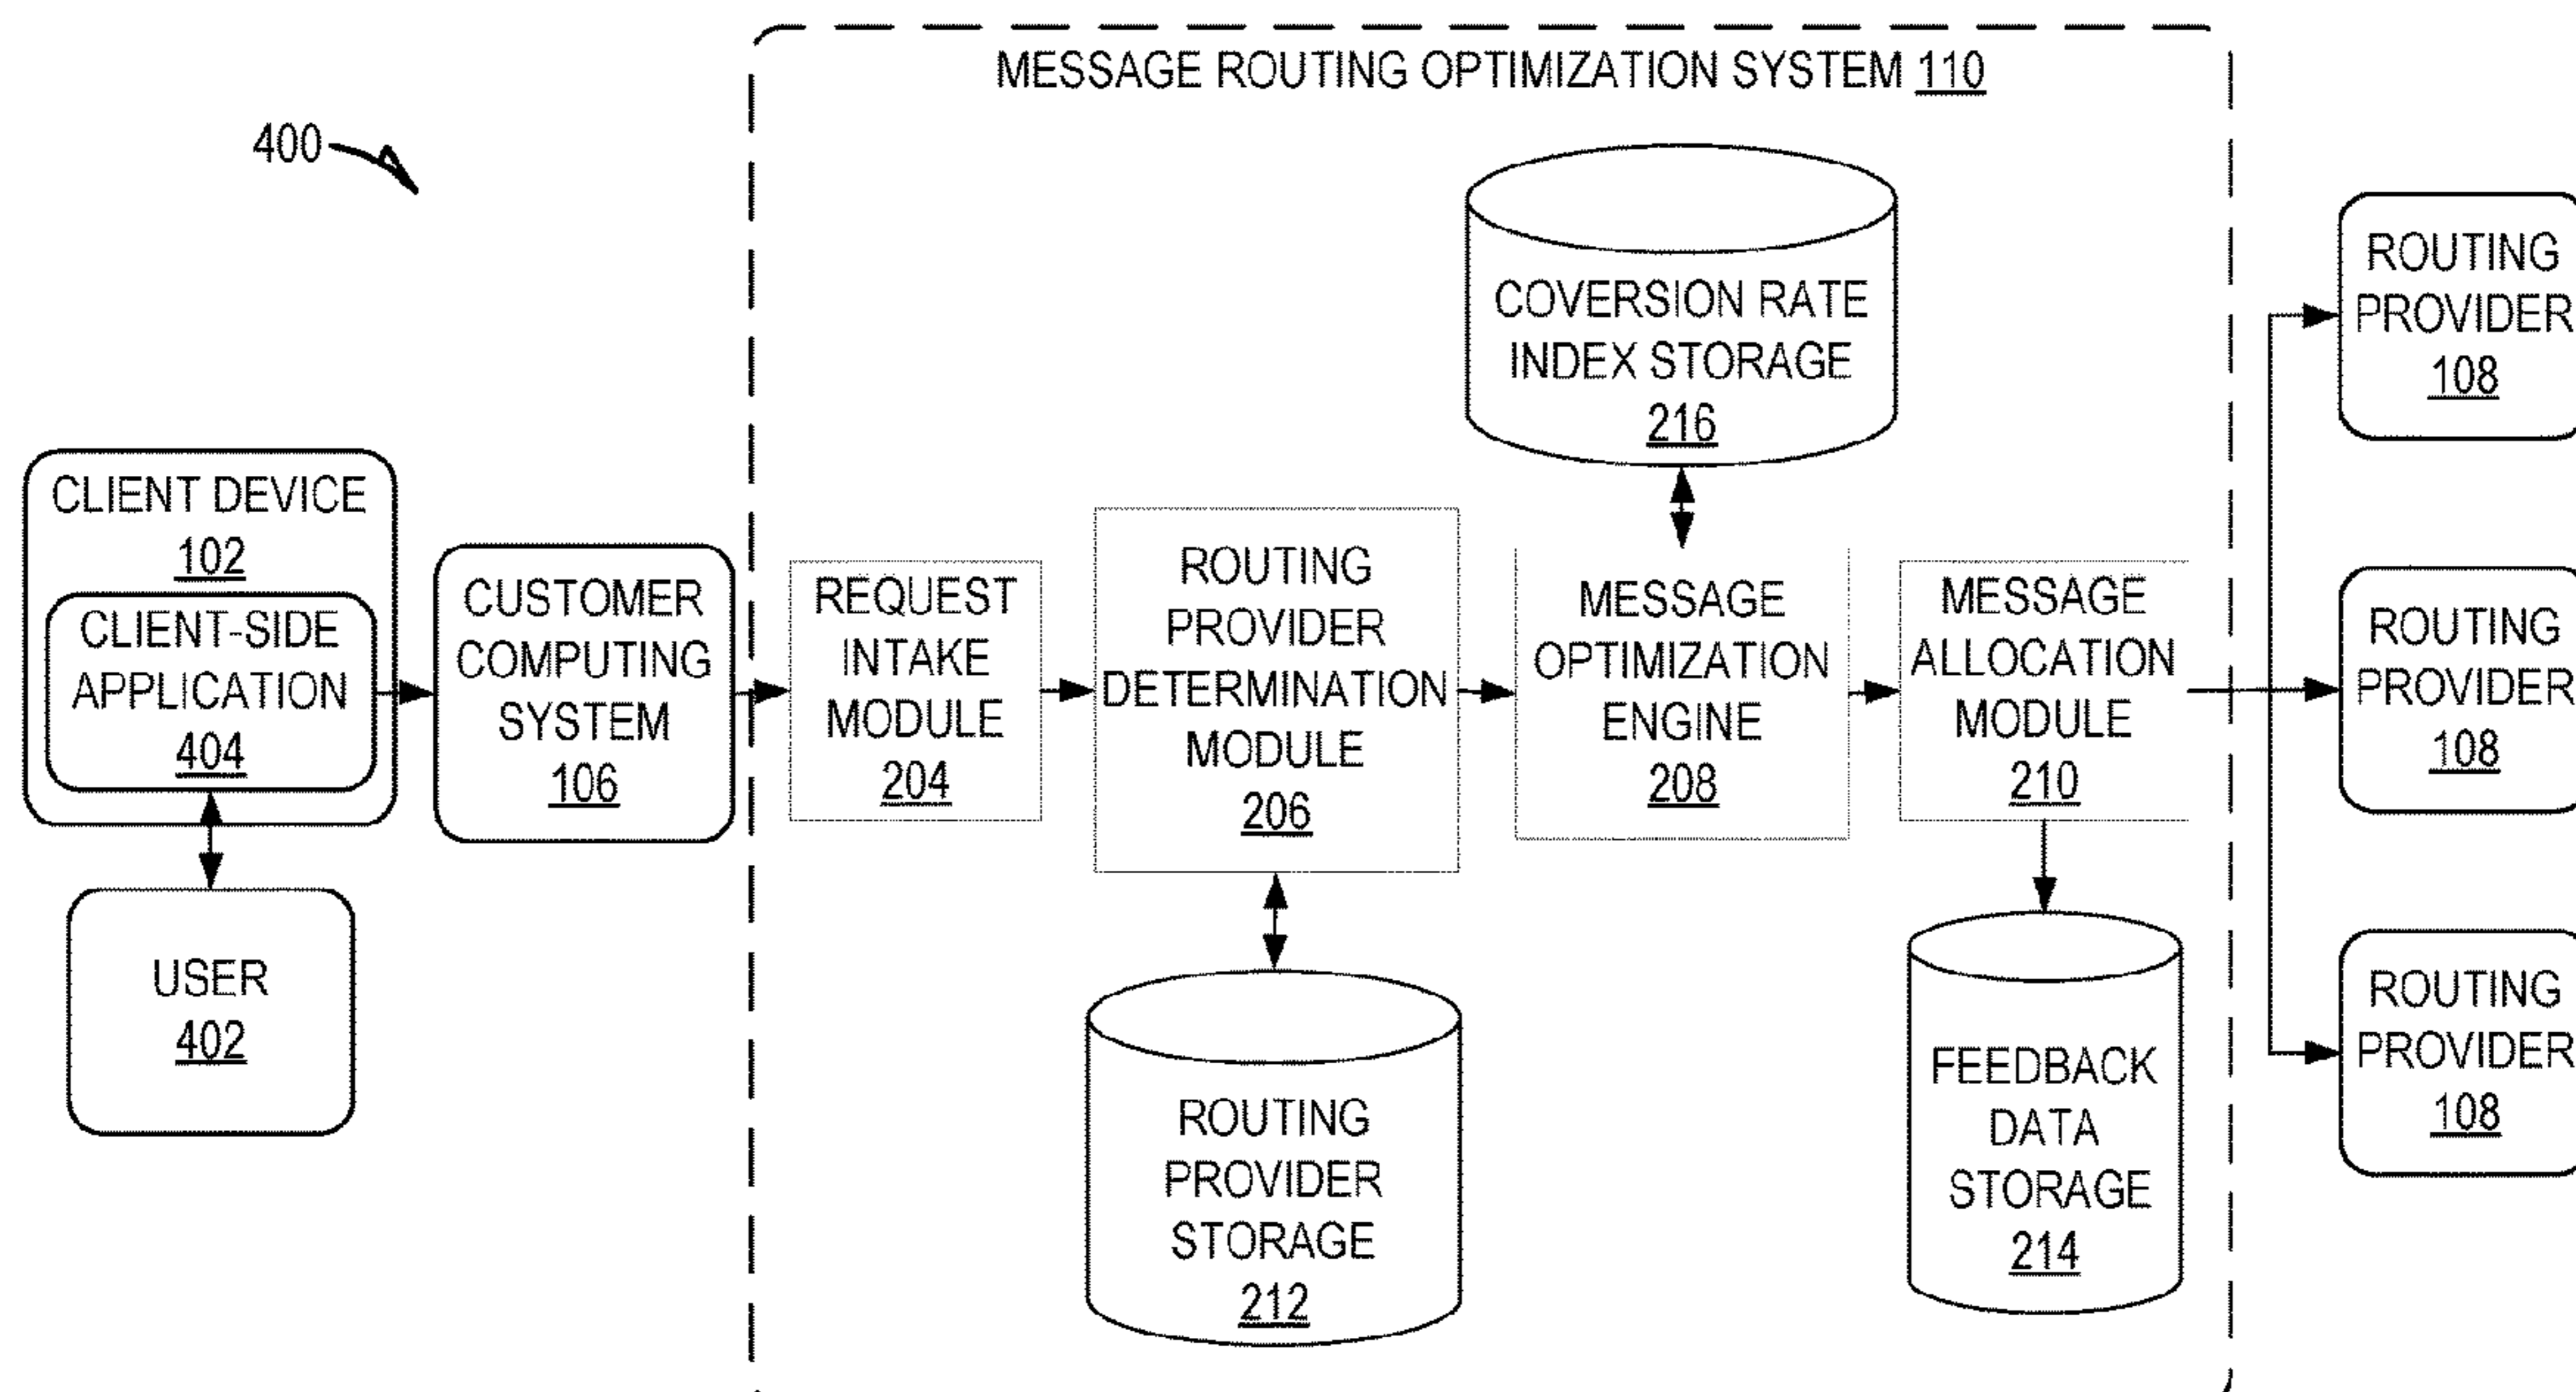 MESSAGE ROUTING OPTIMIZATION SYSTEM 110
400
CLIENT DEVICE
102
CLIENT-SIDE
APPLICATION
404
USER
402
CUSTOMER
COMPUTING
SYSTEM
106
REQUEST
INTAKE
MODULE
204
ROUTING
PROVIDER
DETERMINATION
MODULE
206
ROUTING
PROVIDER
STORAGE
212
COVERSION RATE
INDEX STORAGE
216
MESSAGE
OPTIMIZATION
ENGINE
208
MESSAGE
ALLOCATION
MODULE
210
FEEDBACK
DATA
STORAGE
214
ROUTING
PROVIDER
108
ROUTING
PROVIDER
108
ROUTING
PROVIDER
108